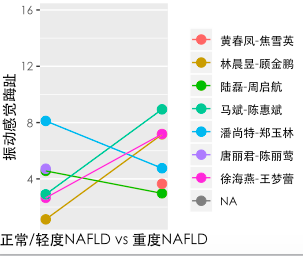 16
12
8
4
振动感觉踇趾
正常/轻度NAFLD vs 重度NAFLD
黄春凤-焦雪英
林晨昱-顾金鹏
陆磊-周启航
马斌-陈惠斌
潘尚特-郑玉林
唐丽君-陈丽莺
徐海燕-王梦蕾
NA